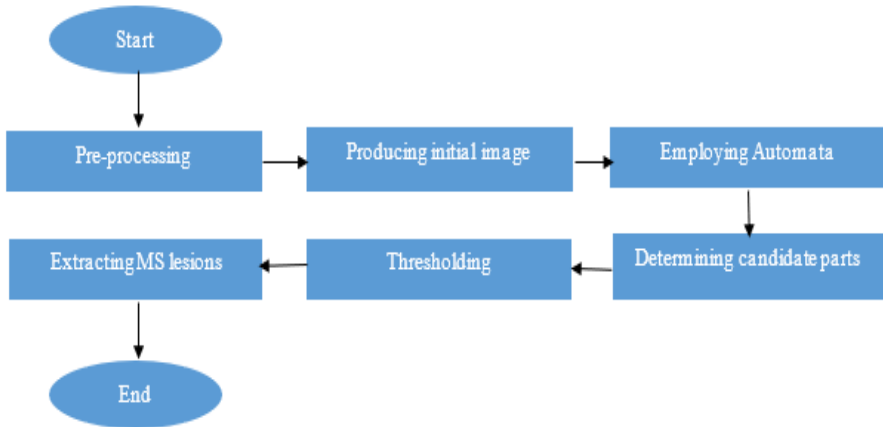 Start
Pre-processing
Producing initial image
Employing Automata
Determining candidate parts
Thresholding
Extracting MS lesions
End